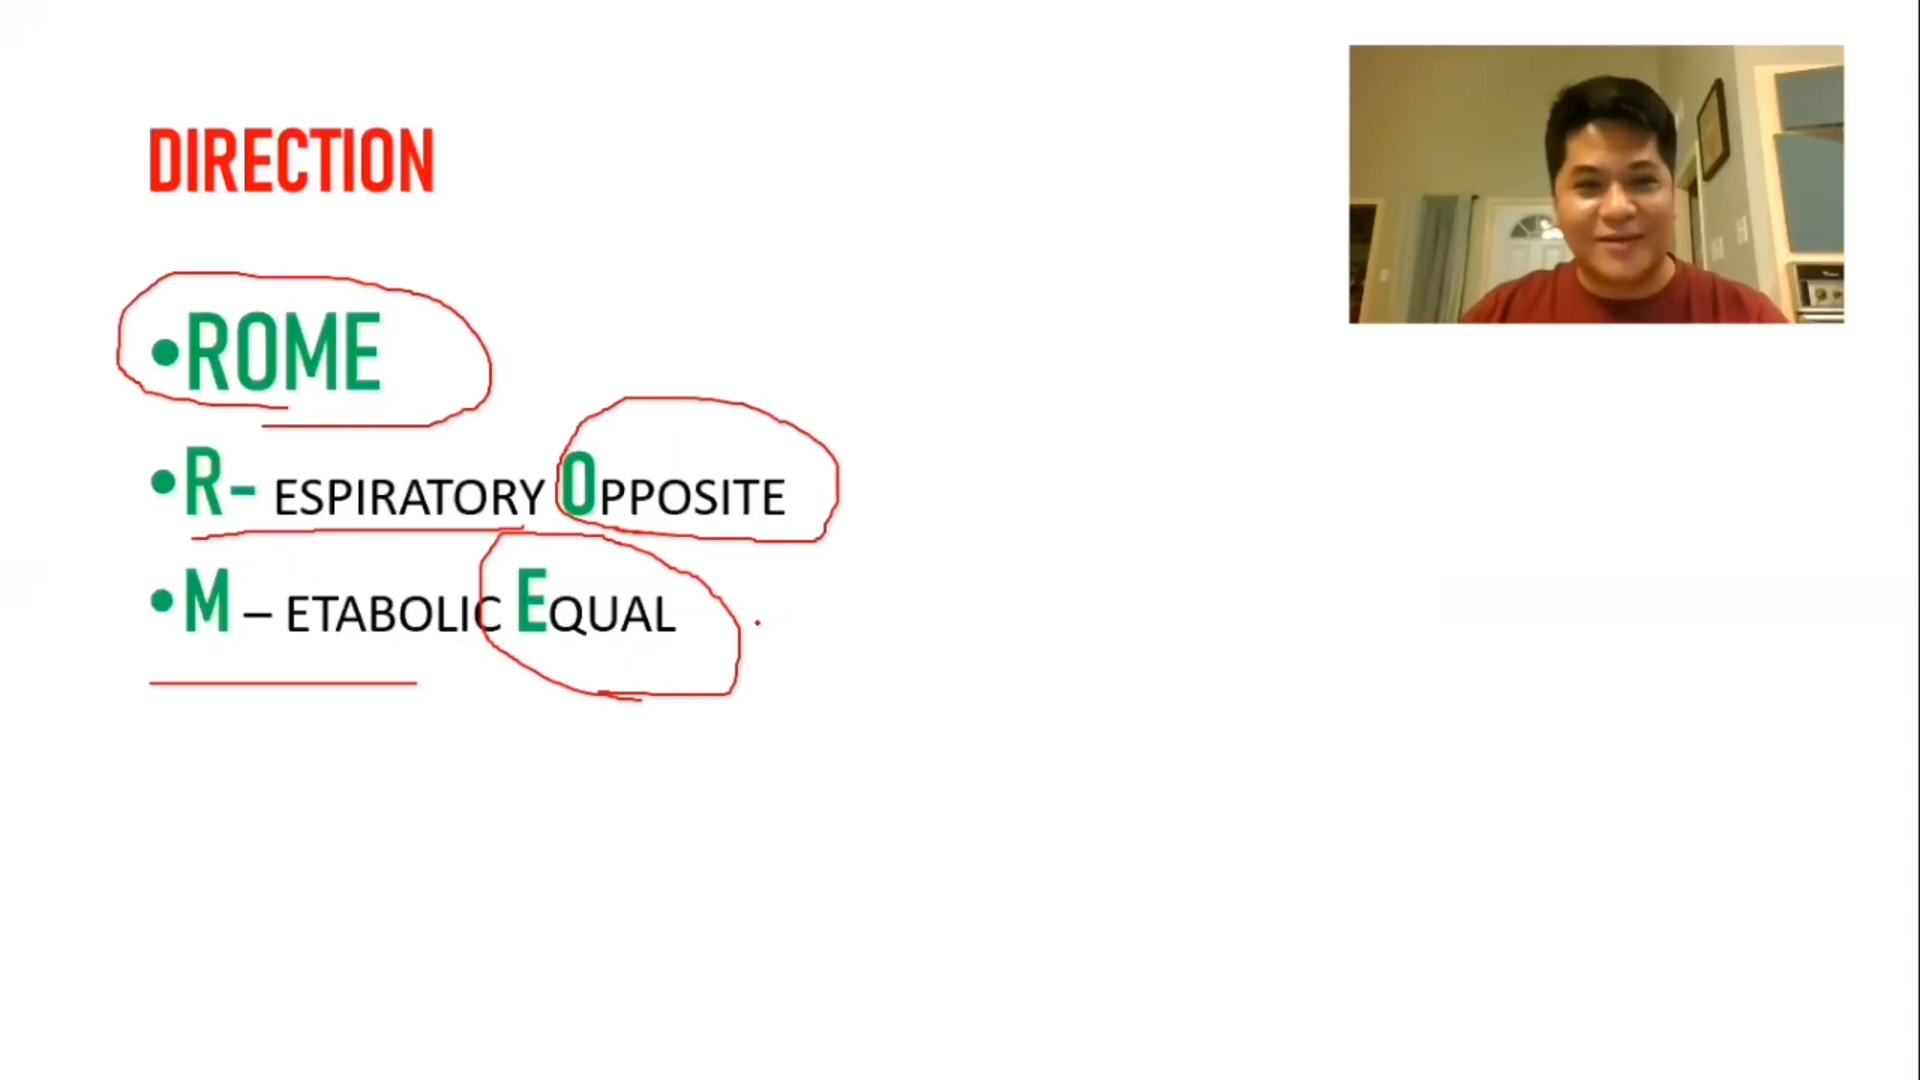 DIRECTION
•ROME
•R- ESPIRATORY OPPOSITE
•M – ETABOLIC EQUAL